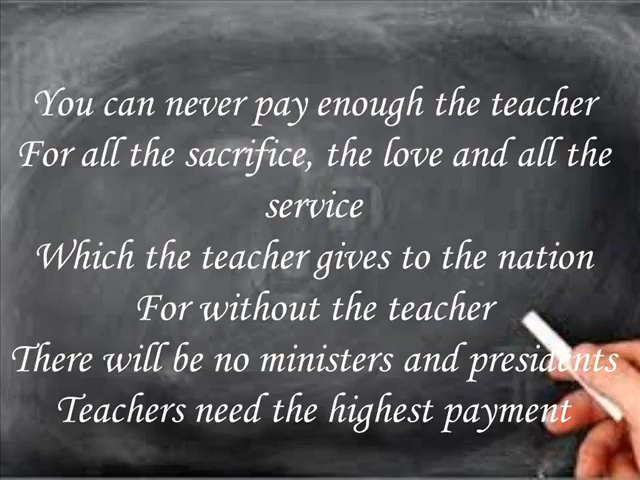 You can never pay enough the teacher
For all the sacrifice, the love and all the
service
Which the teacher gives to the nation
For without the teacher
There will be no ministers and presidents
Teachers need the highest payment